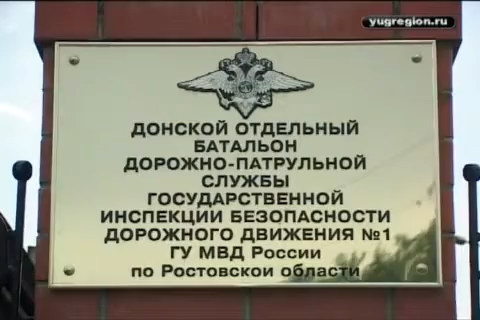 yugregion.ru
ДОНСКОЙ ОТДЕЛЬНЫЙ
БАТАЛЬОН
ДОРОЖНО-ПАТРУЛЬНОЙ
СЛУЖБЫ
ГОСУДАРСТВЕННОЙ
ИНСПЕКЦИИ БЕЗОПАСНОСТИ
ДОРОЖНОГО ДВИЖЕНИЯ №1
ГУ МВД России
по Ростовской области